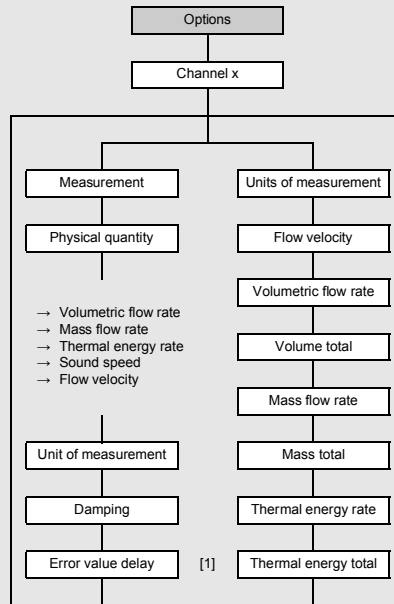 Options
Channel x
Measurement
Units of measurement
Physical quantity
Flow velocity
Volumetric flow rate
→ Volumetric flow rate
→ Mass flow rate
→ Thermal energy rate
→ Sound speed
→ Flow velocity
Volume total
Mass flow rate
Unit of measurement
Mass total
Damping
Thermal energy rate
Error value delay
[1]
Thermal energy total